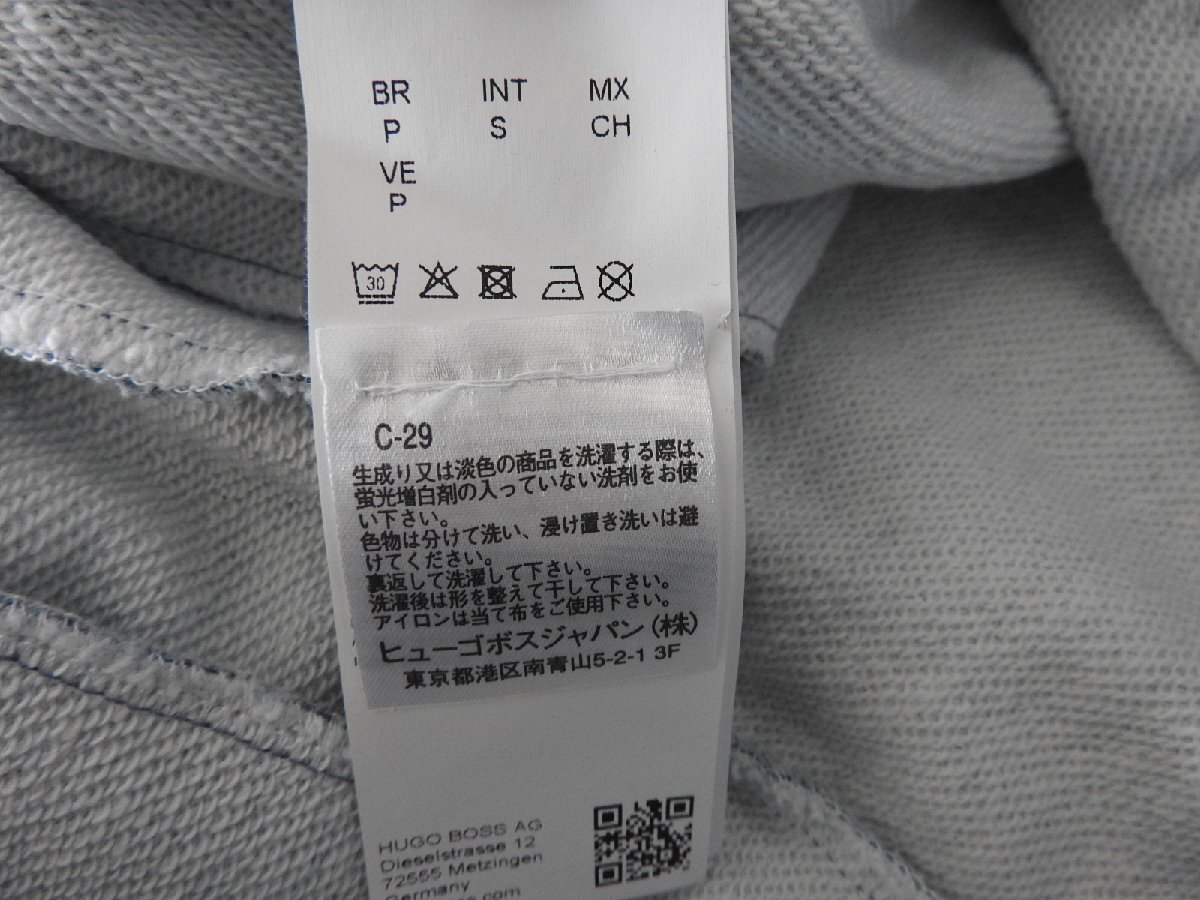 BR INT MX
P S CH
VE
P
30
C-29
生成り又は淡色の商品を洗濯する際は、
蛍光増白剤の入っていない洗剤をお使
い下さい。
色物は分けて洗い、浸け置き洗いは避
けてください。
裏返して洗濯して下さい。
洗濯後は形を整えて干して下さい。
アイロンは当て布をご使用下さい。
ヒューゴボスジャパン(株)
東京都港区南青山5-2-1 3F
HUGO BOSS AG
Dieselstrasse 12
72555 Metzingen
Germany